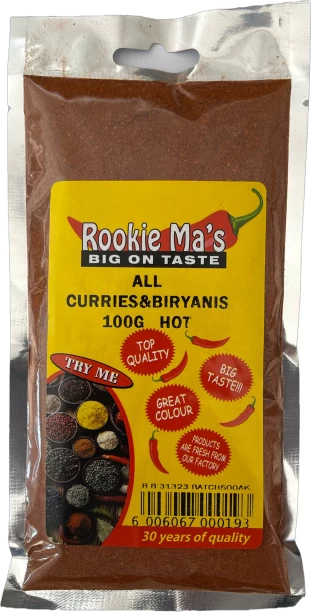 Rookie Ma's
BIG ON TASTE
ALL
CURRIES&BIRYANIS
100G HOT
TOP
QUALITY
BIG
TASTE!!!
TRY ME
GREAT
COLOUR
PRODUCTS
ARE FRESH FROM
OUR FACTORY
6 006067 000193
30 years of quality